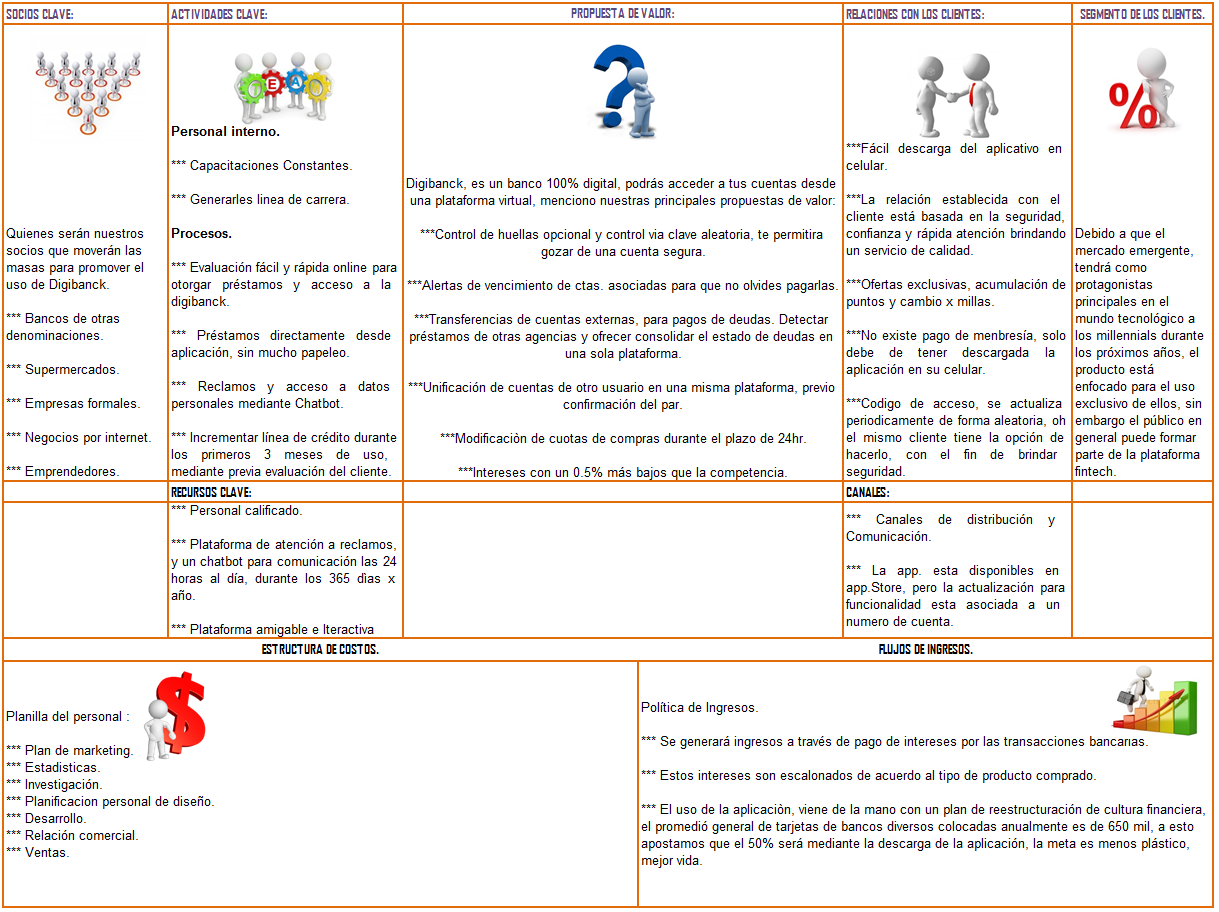 SOCIOS CLAVE:
ACTIVIDADES CLAVE:
PROPUESTA DE VALOR:
RELACIONES CON LOS CLIENTES:
SEGMENTO DE LOS CLIENTES.
Quienes serán nuestros
socios que moverán las
masas para promover el
uso de Digibanck.
*** Bancos de otras
denominaciones.
*** Supermercados.
*** Empresas formales.
*** Negocios por internet.
*** Emprendedores.
TEAM
Personal interno.
*** Capacitaciones Constantes.
*** Generarles linea de carrera.
Procesos.
*** Evaluación fácil y rápida online para
otorgar préstamos y acceso a la
digibanck.
*** Préstamos directamente desde
aplicación, sin mucho papeleo.
*** Reclamos y acceso a datos
personales mediante Chatbot.
*** Incrementar línea de crédito durante
los primeros 3 meses de uso,
mediante previa evaluación del cliente.
?
Digibanck, es un banco 100% digital, podrás acceder a tus cuentas desde
una plataforma virtual, menciono nuestras principales propuestas de valor:
***Control de huellas opcional y control via clave aleatoria, te permitira
gozar de una cuenta segura.
***Alertas de vencimiento de ctas. asociadas para que no olvides pagarlas.
***Transferencias de cuentas externas, para pagos de deudas. Detectar
préstamos de otras agencias y ofrecer consolidar el estado de deudas en
una sola plataforma.
***Unificación de cuentas de otro usuario en una misma plataforma, previo
confirmación del par.
***Modificaciòn de cuotas de compras durante el plazo de 24hr.
***Intereses con un 0.5% más bajos que la competencia.
***Fácil descarga del aplicativo en
celular.
***La relación establecida con el
cliente está basada en la seguridad,
confianza y rápida atención brindando
un servicio de calidad.
***Ofertas exclusivas, acumulación de
puntos y cambio x millas.
***No existe pago de menbresía, solo
debe de tener descargada la
aplicación en su celular.
***Codigo de acceso, se actualiza
periodicamente de forma aleatoria, oh
el mismo cliente tiene la opción de
hacerlo, con el fin de brindar
seguridad.
%
Debido a que el
mercado emergente,
tendrá como
protagonistas
principales en el
mundo tecnológico a
los millennials durante
los próximos años, el
producto está
enfocado para el uso
exclusivo de ellos, sin
embargo el público en
general puede formar
parte de la plataforma
fintech.
RECURSOS CLAVE:
*** Personal calificado.
*** Plataforma de atención a reclamos,
y un chatbot para comunicación las 24
horas al día, durante los 365 dìas x
año.
*** Plataforma amigable e Iteractiva
CANALES:
*** Canales de distribución y
Comunicación.
*** La app. esta disponibles en
app.Store, pero la actualización para
funcionalidad esta asociada a un
numero de cuenta.
ESTRUCTURA DE COSTOS.
$
Planilla del personal :
*** Plan de marketing.
*** Estadisticas.
*** Investigación.
*** Planificacion personal de diseño.
*** Desarrollo.
*** Relación comercial.
*** Ventas.
FLUJOS DE INGRESOS.
Política de Ingresos.
*** Se generará ingresos a través de pago de intereses por las transacciones bancarias.
*** Estos intereses son escalonados de acuerdo al tipo de producto comprado.
*** El uso de la aplicaciòn, viene de la mano con un plan de reestructuración de cultura financiera,
el promedió general de tarjetas de bancos diversos colocadas anualmente es de 650 mil, a esto
apostamos que el 50% será mediante la descarga de la aplicación, la meta es menos plástico,
mejor vida.